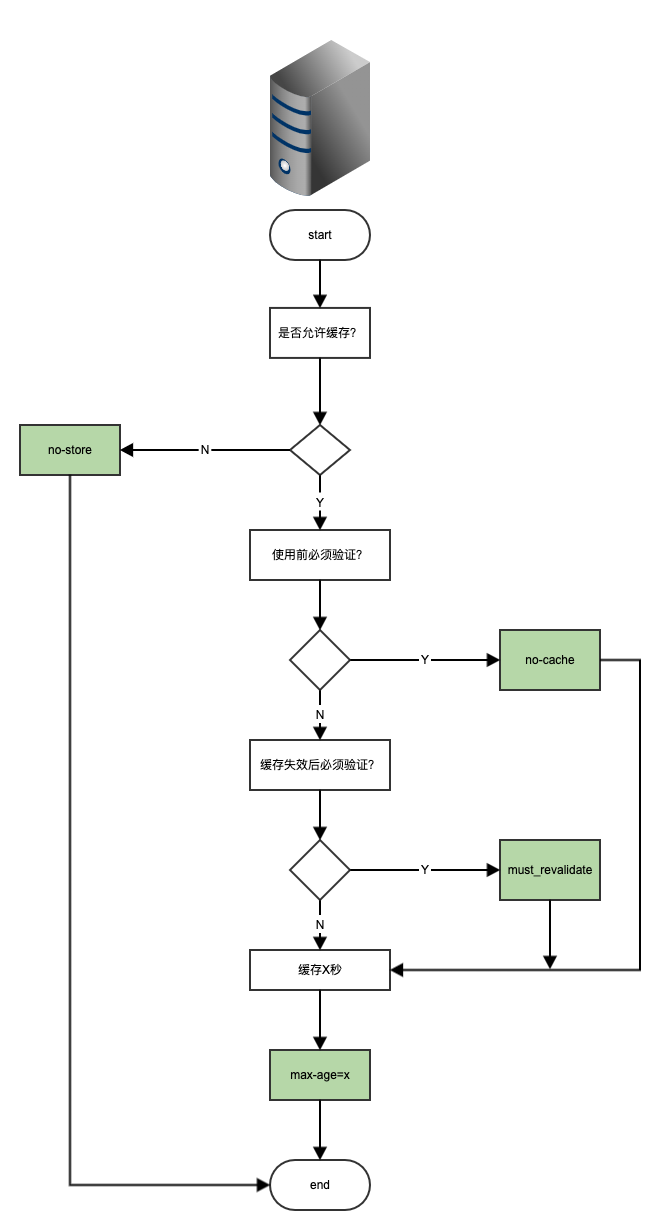 start
是否允许缓存?
no-store
N
Y
使用前必须验证?
Y
no-cache
N
缓存失效后必须验证?
Y
must_revalidate
N
缓存X秒
max-age=x
end